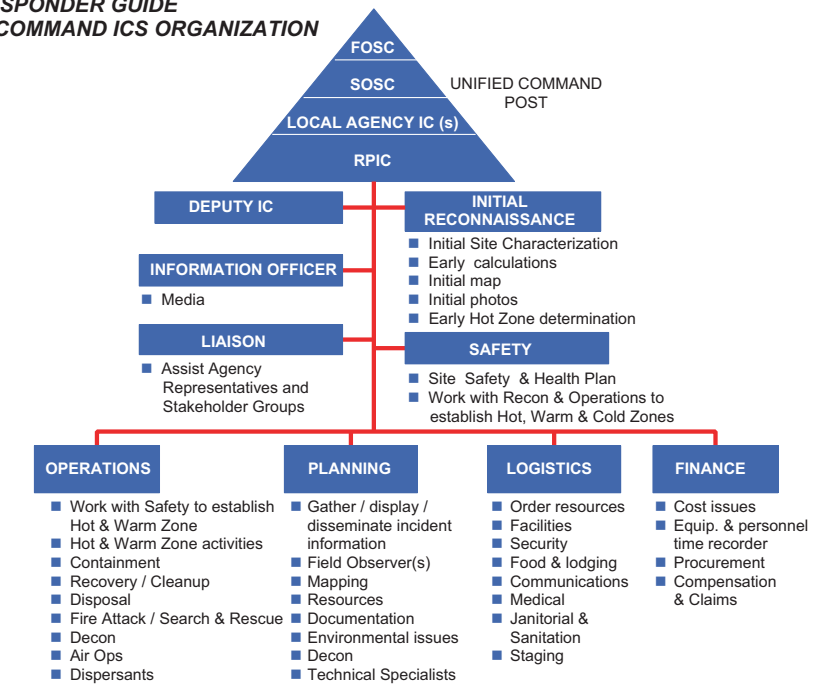 SPONDER GUIDE
COMMAND ICS ORGANIZATION
FOSC
SOSC
LOCAL AGENCY IC (s)
RPIC
UNIFIED COMMAND
POST
DEPUTY IC
INITIAL
RECONNAISSANCE
Initial Site Characterization
Early calculations
Initial map
Initial photos
Early Hot Zone determination
INFORMATION OFFICER
Media
LIAISON
Assist Agency
Representatives and
Stakeholder Groups
SAFETY
Site Safety & Health Plan
Work with Recon & Operations to
establish Hot, Warm & Cold Zones
OPERATIONS
Work with Safety to establish
Hot & Warm Zone
Hot & Warm Zone activities
Containment
Recovery / Cleanup
Disposal
Fire Attack / Search & Rescue
Decon
Air Ops
Dispersants
PLANNING
Gather / display /
disseminate incident
information
Field Observer(s)
Mapping
Resources
Documentation
Environmental issues
Decon
Technical Specialists
LOGISTICS
Order resources
Facilities
Security
Food & lodging
Communications
Medical
Janitorial &
Sanitation
Staging
FINANCE
Cost issues
Equip. & personnel
time recorder
Procurement
Compensation
& Claims